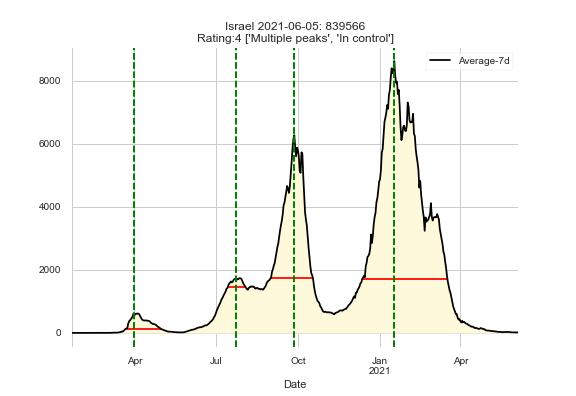 Israel 2021-06-05: 839566
Rating:4 ['Multiple peaks', 'In control']
Average-7d
8000
6000
4000
2000
0
Apr
Jul
Oct
Jan
2021
Apr
Date